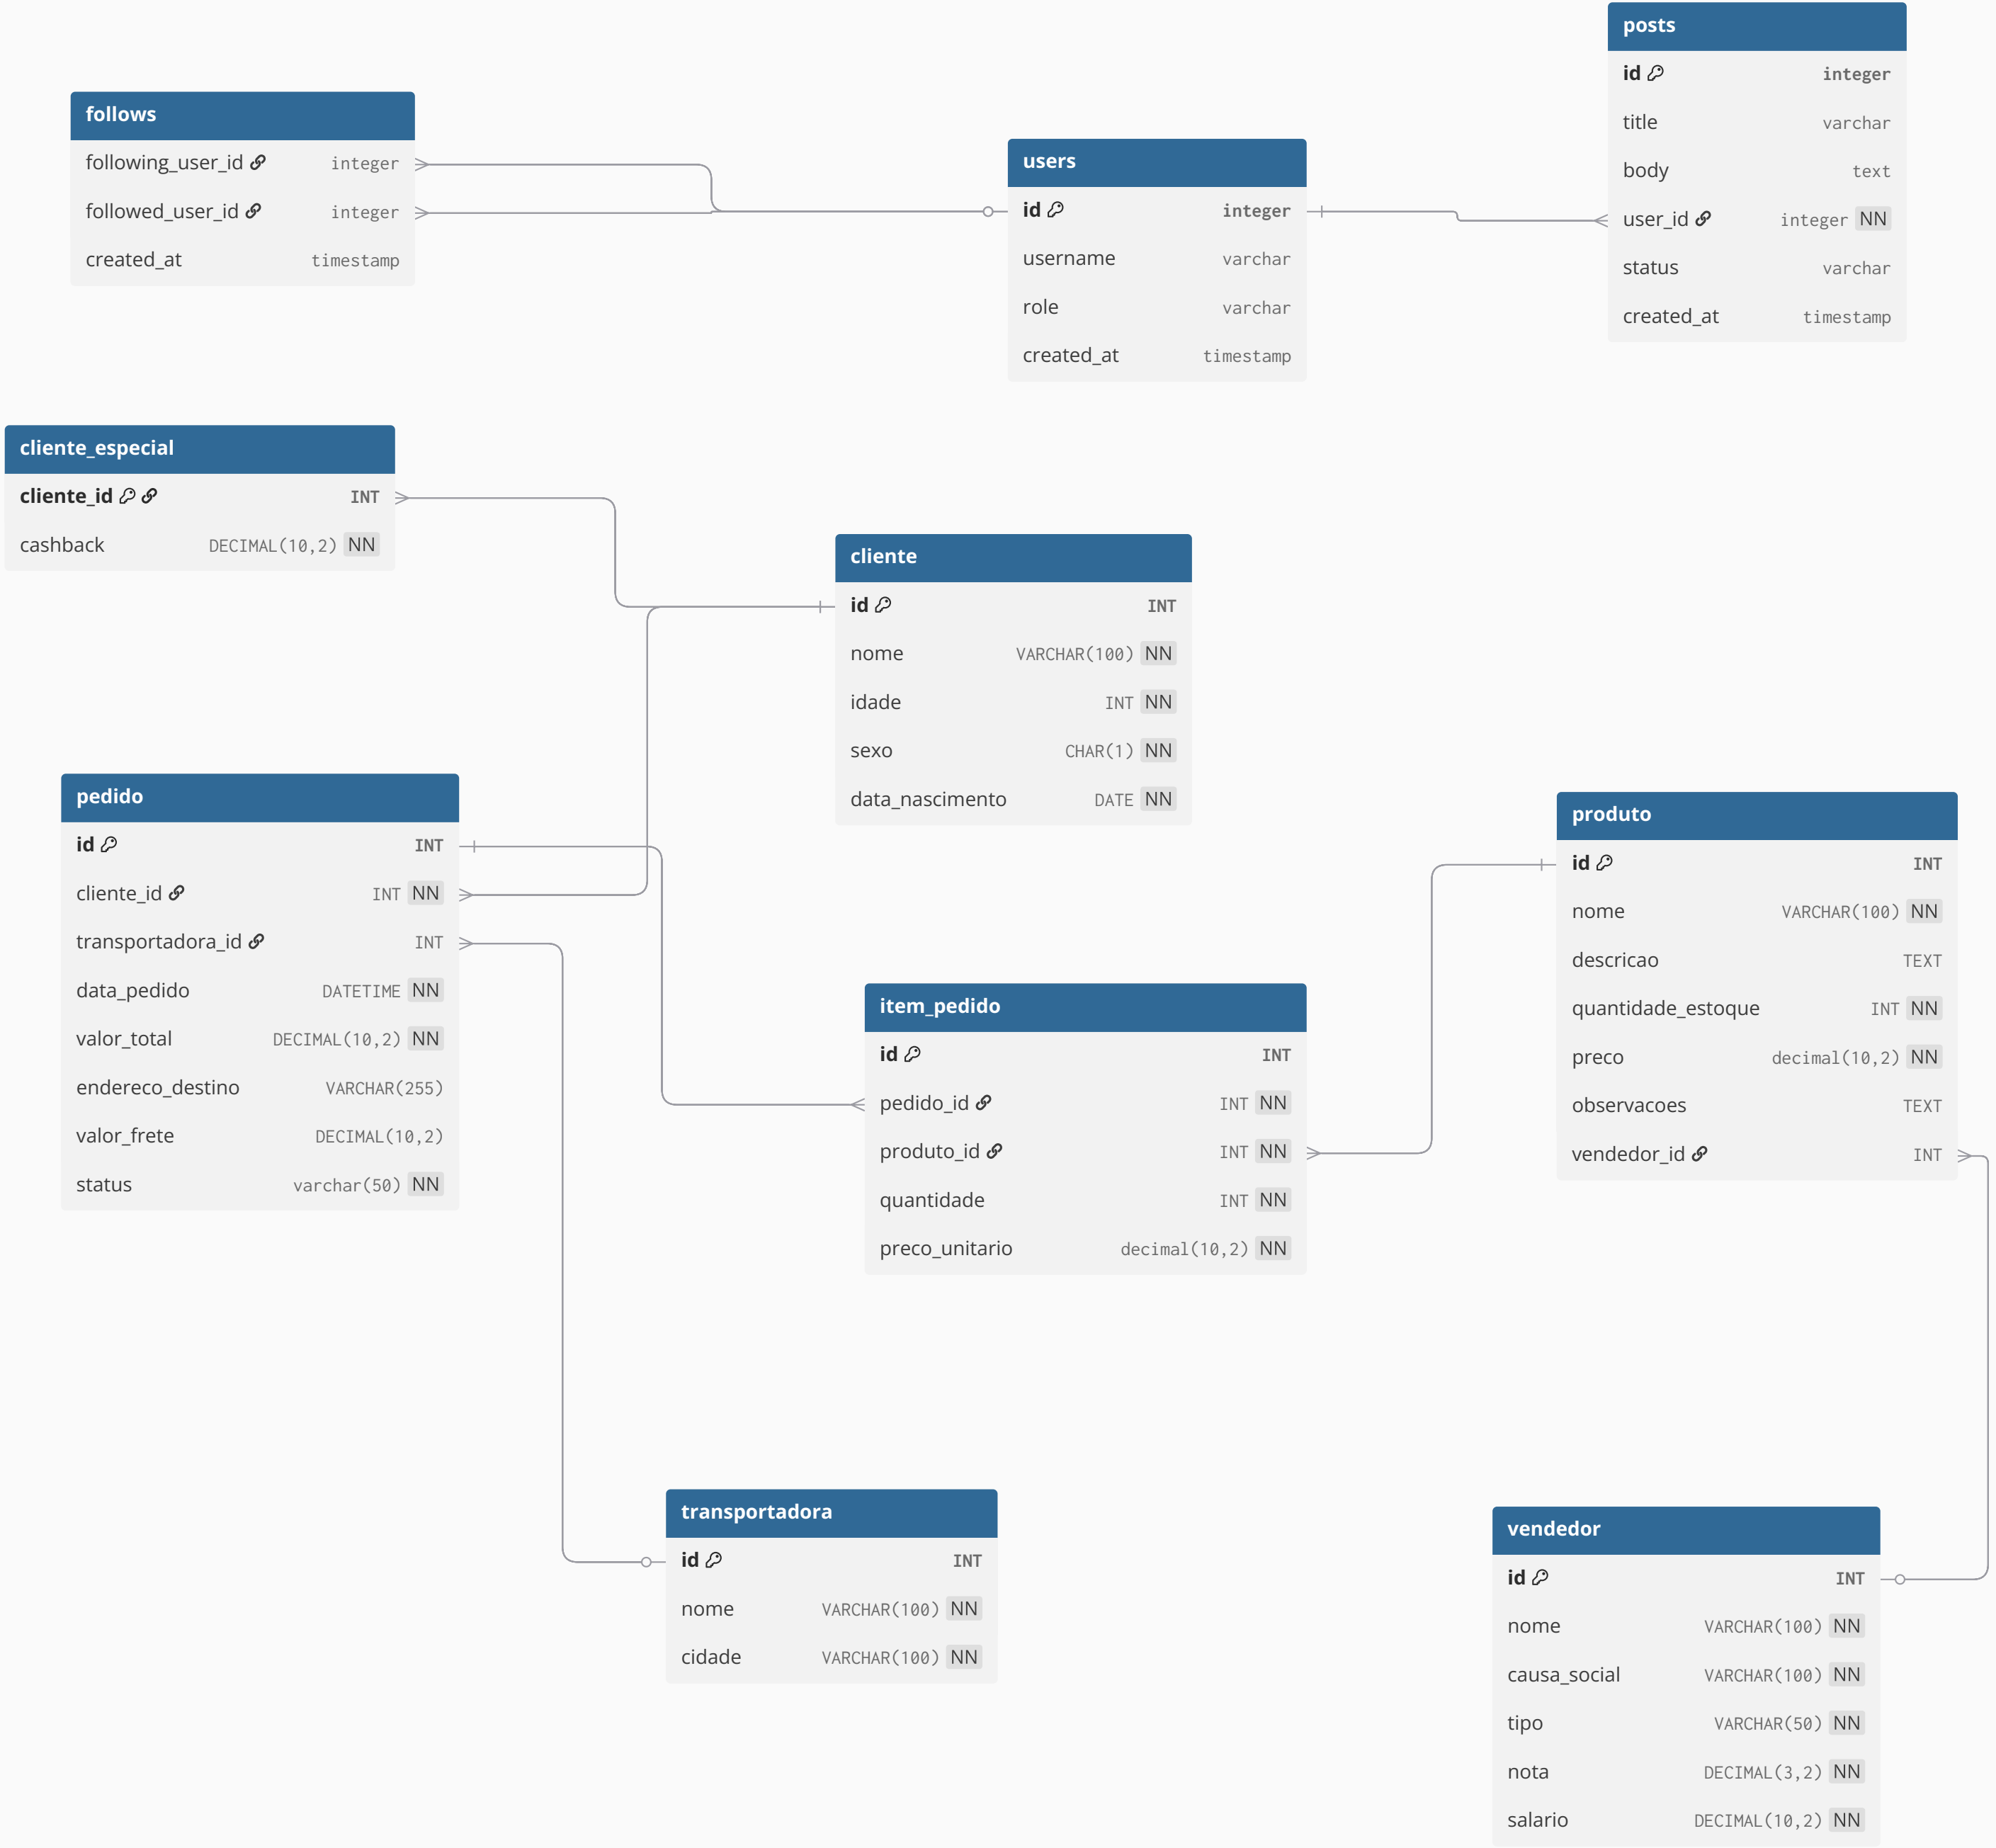 follows
following_user_id integer
followed_user_id integer
created_at timestamp
users
id integer
username varchar
role varchar
created_at timestamp
posts
id integer
title varchar
body text
user_id integer NN
status varchar
created_at timestamp
cliente_especial
cliente_id INT
cashback DECIMAL(10,2) NN
cliente
id INT
nome VARCHAR(100) NN
idade INT NN
sexo CHAR(1) NN
data_nascimento DATE NN
pedido
id INT
cliente_id INT NN
transportadora_id INT
data_pedido DATETIME NN
valor_total DECIMAL(10,2) NN
endereco_destino VARCHAR(255)
valor_frete DECIMAL(10,2)
status varchar(50) NN
item_pedido
id INT
pedido_id INT NN
produto_id INT NN
quantidade INT NN
preco_unitario decimal(10,2) NN
produto
id INT
nome VARCHAR(100) NN
descricao TEXT
quantidade_estoque INT NN
preco decimal(10,2) NN
observacoes TEXT
vendedor_id INT
transportadora
id INT
nome VARCHAR(100) NN
cidade VARCHAR(100) NN
vendedor
id INT
nome VARCHAR(100) NN
causa_social VARCHAR(100) NN
tipo VARCHAR(50) NN
nota DECIMAL(3,2) NN
salario DECIMAL(10,2) NN